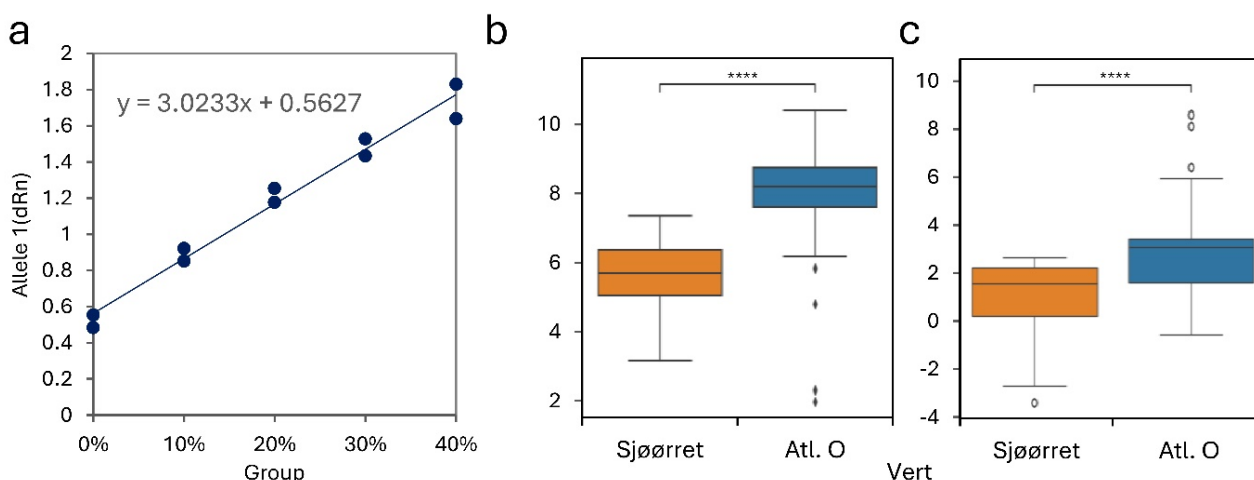 a
2
1.8
1.6
1.4
1.2
1
0.8
0.6
0.4
0.2
0
Allele 1(dRn)
y = 3.0233x + 0.5627
0% 10% 20% 30% 40%
Group
b
10
8
6
4
2
****
Sjøørret Atl. O
c
10
8
6
4
2
0
-2
-4
****
Sjøørret Atl. O
Vert